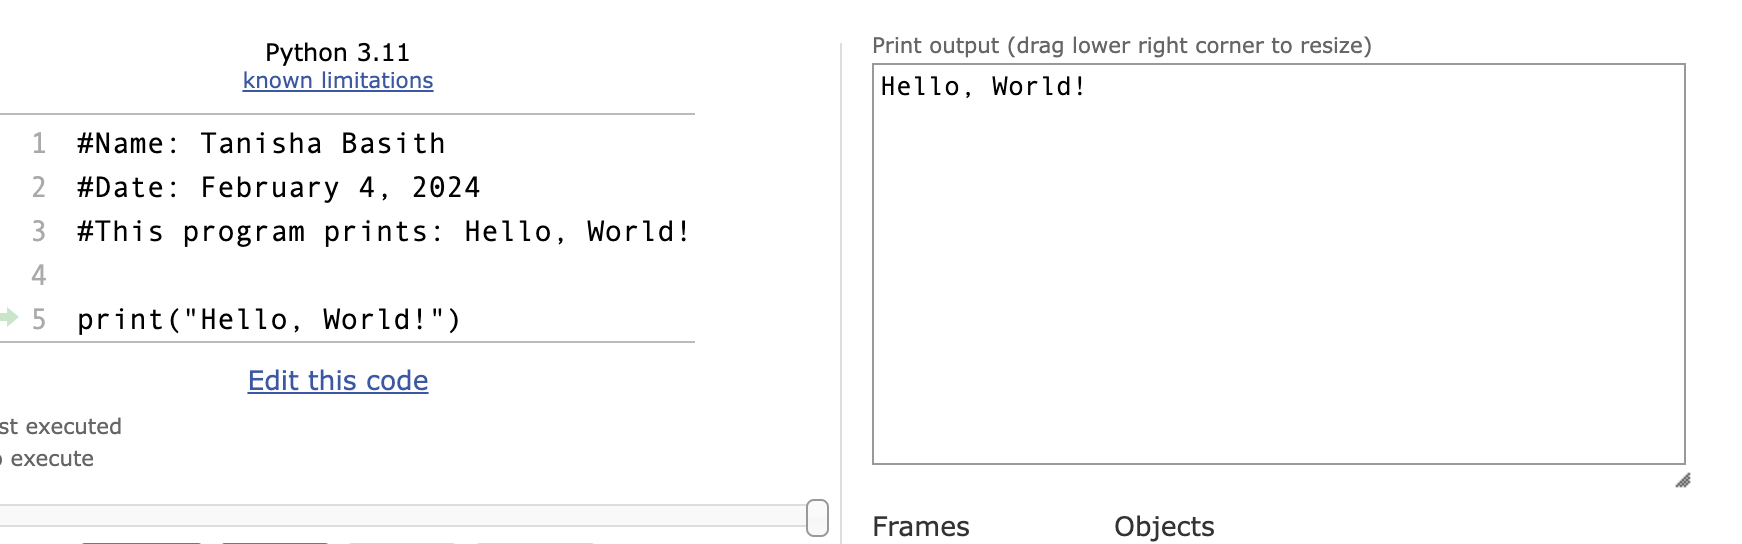 Python 3.11
known limitations
1 #Name: Tanisha Basith
2 #Date: February 4, 2024
3 #This program prints: Hello, World!
4
5 print("Hello, World!")
Edit this code
st executed
execute
Print output (drag lower right corner to resize)
Hello, World!
Frames Objects